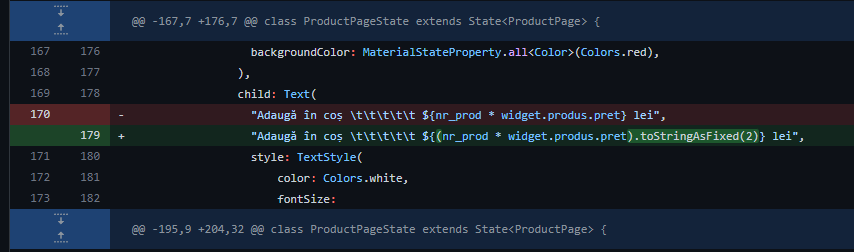 @@ -167,7 +176,7 @@ class ProductPageState extends State<ProductPage> {
167 176 backgroundColor: MaterialStateProperty.all<Color>(Colors.red),
168 177 ),
169 178 child: Text(
170 - "Adaugă în coș \t\t\t\t\t ${nr_prod * widget.produs.pret} lei",
179 + "Adaugă în coș \t\t\t\t\t ${(nr_prod * widget.produs.pret).toStringAsFixed(2)} lei",
171 180 style: TextStyle(
172 181 color: Colors.white,
173 182 fontSize:
@@ -195,9 +204,32 @@ class ProductPageState extends State<ProductPage> {